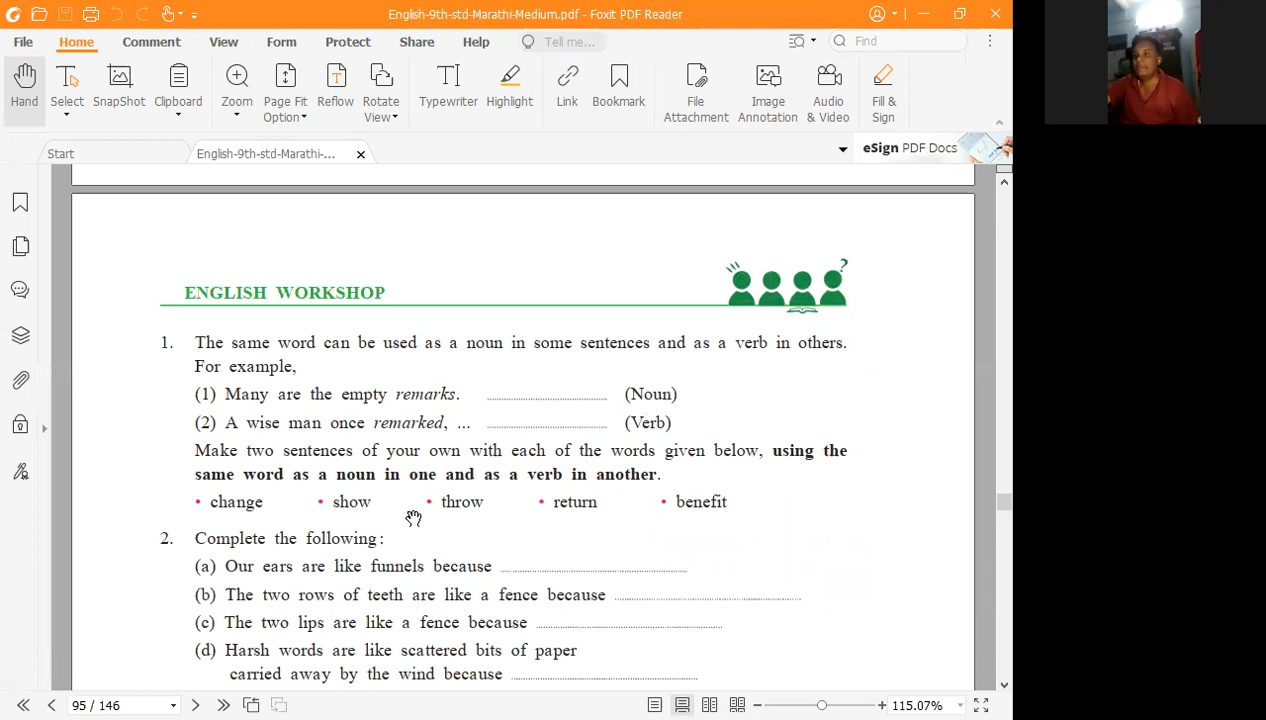 English-9th-std-Marathi-Medium.pdf - Foxit PDF Reader
File Home Comment View Form Protect Share Help Tell me... Find
Hand Select SnapShot Clipboard Zoom Page Fit Option Reflow Rotate View Typewriter Highlight Link Bookmark File Attachment Image Annotation Audio & Video Fill & Sign
Start English-9th-std-Marathi-... eSign PDF Docs
ENGLISH WORKSHOP
1. The same word can be used as a noun in some sentences and as a verb in others.
For example,
(1) Many are the empty remarks. .............................. (Noun)
(2) A wise man once remarked, ... .............................. (Verb)
Make two sentences of your own with each of the words given below, using the
same word as a noun in one and as a verb in another.
• change • show • throw • return • benefit
2. Complete the following:
(a) Our ears are like funnels because ..............................
(b) The two rows of teeth are like a fence because ..............................
(c) The two lips are like a fence because ..............................
(d) Harsh words are like scattered bits of paper
carried away by the wind because ..............................
95 / 146 115.07%